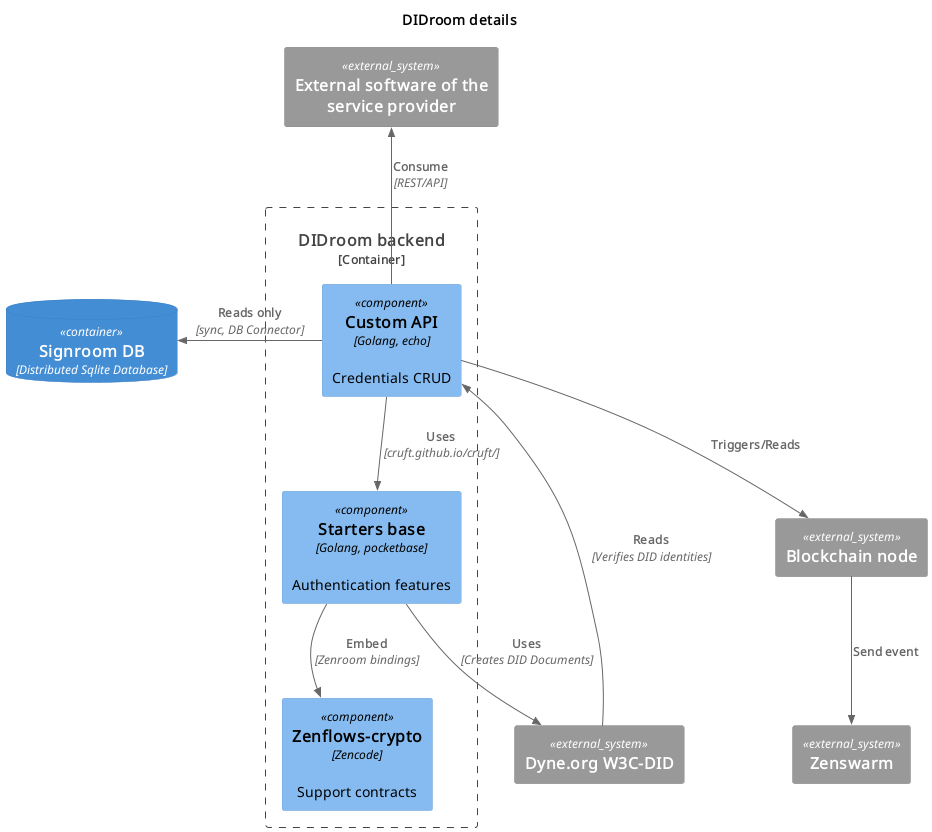 DIDroom details
«external_system»
External software of the
service provider
Consume
[REST/API]
DIDroom backend
[Container]
Reads only
[sync, DB Connector]
«container»
Signroom DB
[Distributed Sqlite Database]
«component»
Custom API
[Golang, echo]
Credentials CRUD
Uses
[cruft.github.io/cruft/]
Triggers/Reads
«component»
Starters base
[Golang, pocketbase]
Authentication features
Reads
[Verifies DID identities]
«external_system»
Blockchain node
Embed
[Zenroom bindings]
Uses
[Creates DID Documents]
Send event
«component»
Zenflows-crypto
[Zencode]
Support contracts
«external_system»
Dyne.org W3C-DID
«external_system»
Zenswarm